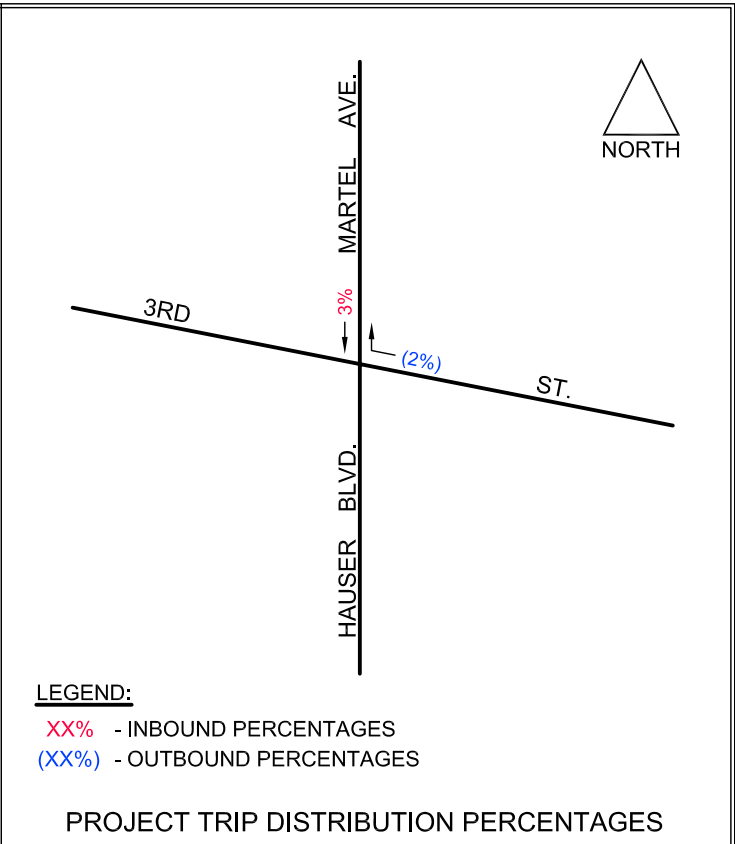 MARTEL AVE.
NORTH
3RD
3%
(2%)
ST.
HAUSER BLVD.
LEGEND:
XX% - INBOUND PERCENTAGES
(XX%) - OUTBOUND PERCENTAGES
PROJECT TRIP DISTRIBUTION PERCENTAGES